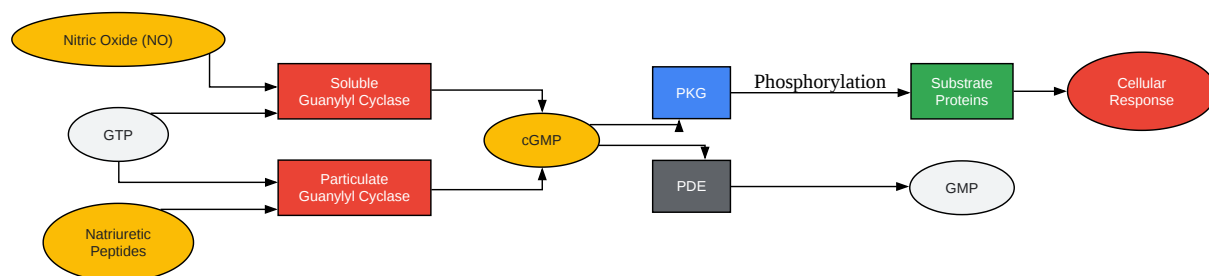 Nitric Oxide (NO)
GTP
Natriuretic
Peptides
Soluble
Guanylyl Cyclase
Particulate
Guanylyl Cyclase
cGMP
PKG
PDE
Phosphorylation
Substrate
Proteins
GMP
Cellular
Response